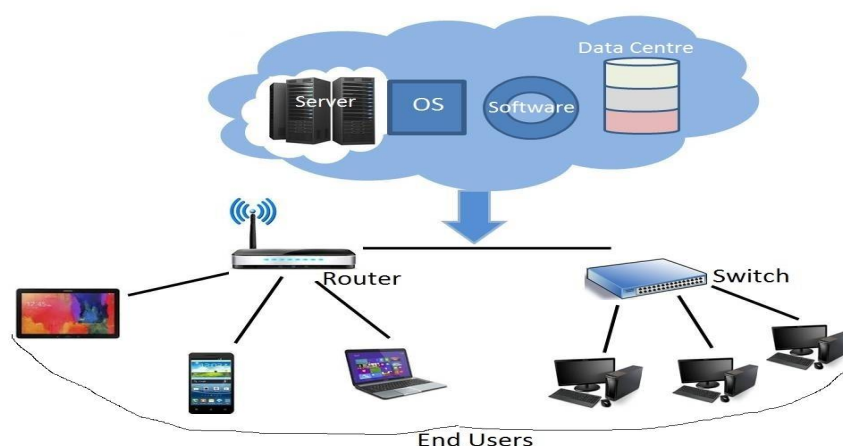 Data Centre
Server
OS
Software
Router
Switch
End Users